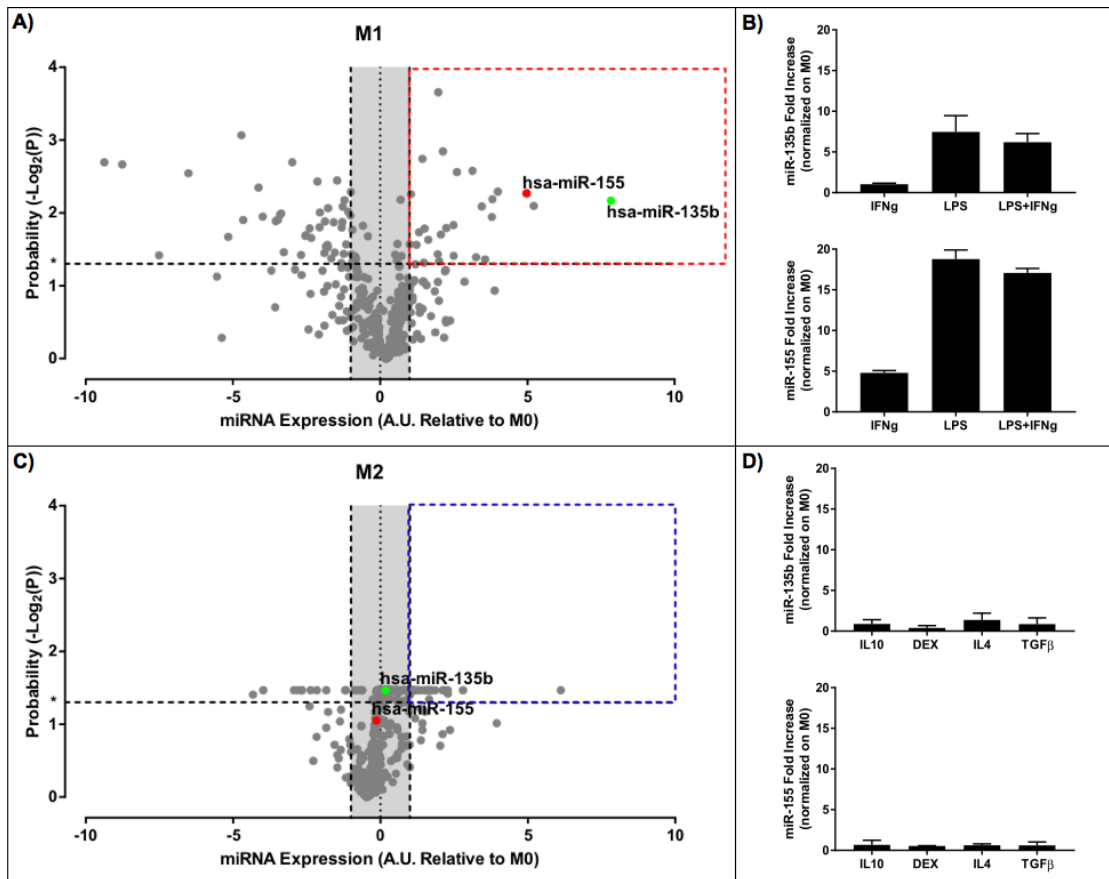 A)
M1
Probability (-Log2(P))
4
3
2
*
1
0
hsa-miR-155
hsa-miR-135b
-10 -5 0 5 10
miRNA Expression (A.U. Relative to M0)
B)
miR-135b Fold Increase
(normalized on M0)
20
15
10
5
0
IFNg LPS LPS+IFNg
miR-155 Fold Increase
(normalized on M0)
20
15
10
5
0
IFNg LPS LPS+IFNg
C)
M2
Probability (-Log2(P))
4
3
2
*
1
0
hsa-miR-135b
hsa-miR-155
-10 -5 0 5 10
miRNA Expression (A.U. Relative to M0)
D)
miR-135b Fold Increase
(normalized on M0)
20
15
10
5
0
IL10 DEX IL4 TGFβ
miR-155 Fold Increase
(normalized on M0)
20
15
10
5
0
IL10 DEX IL4 TGFβ